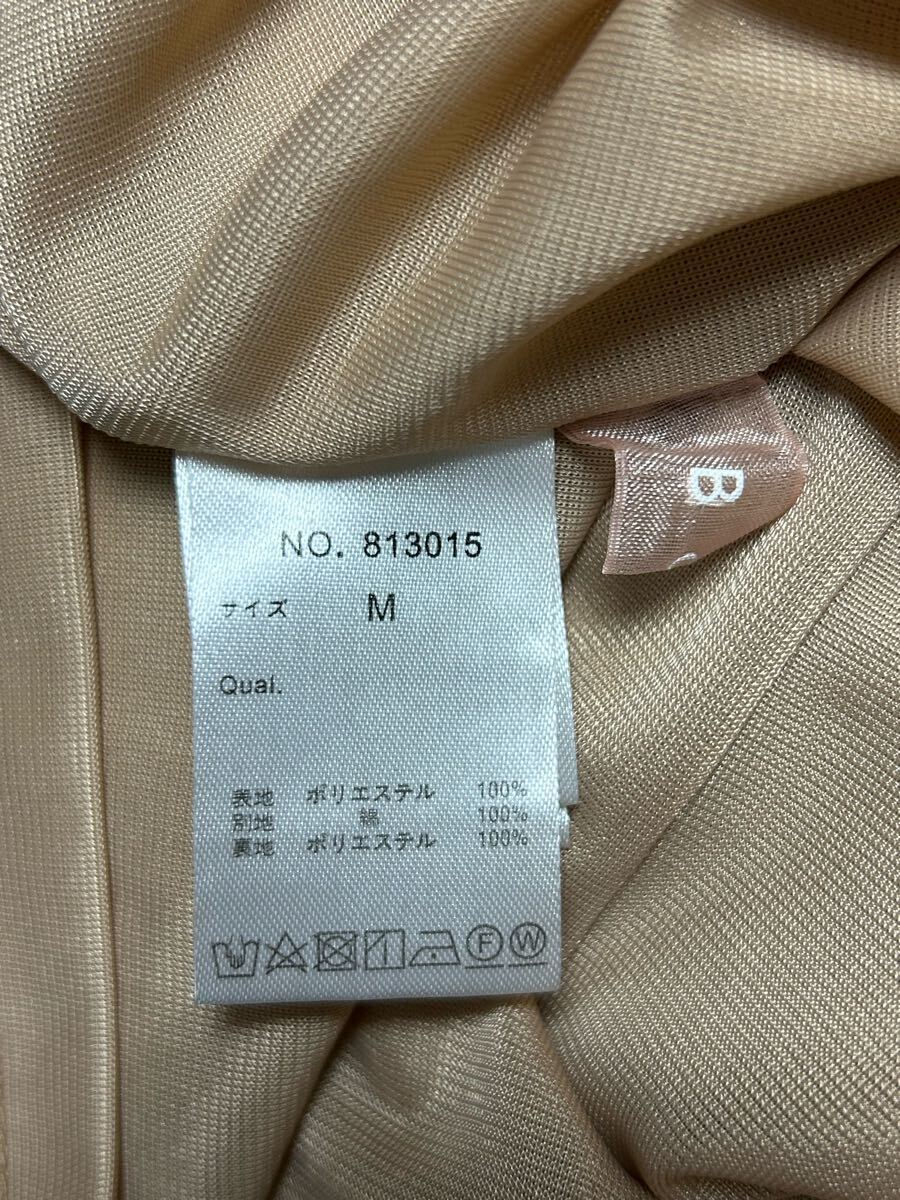 NO. 813015
サイズ M
Qual.
表地 ポリエステル 100%
別地 綿 100%
裏地 ポリエステル 100%
F W
B